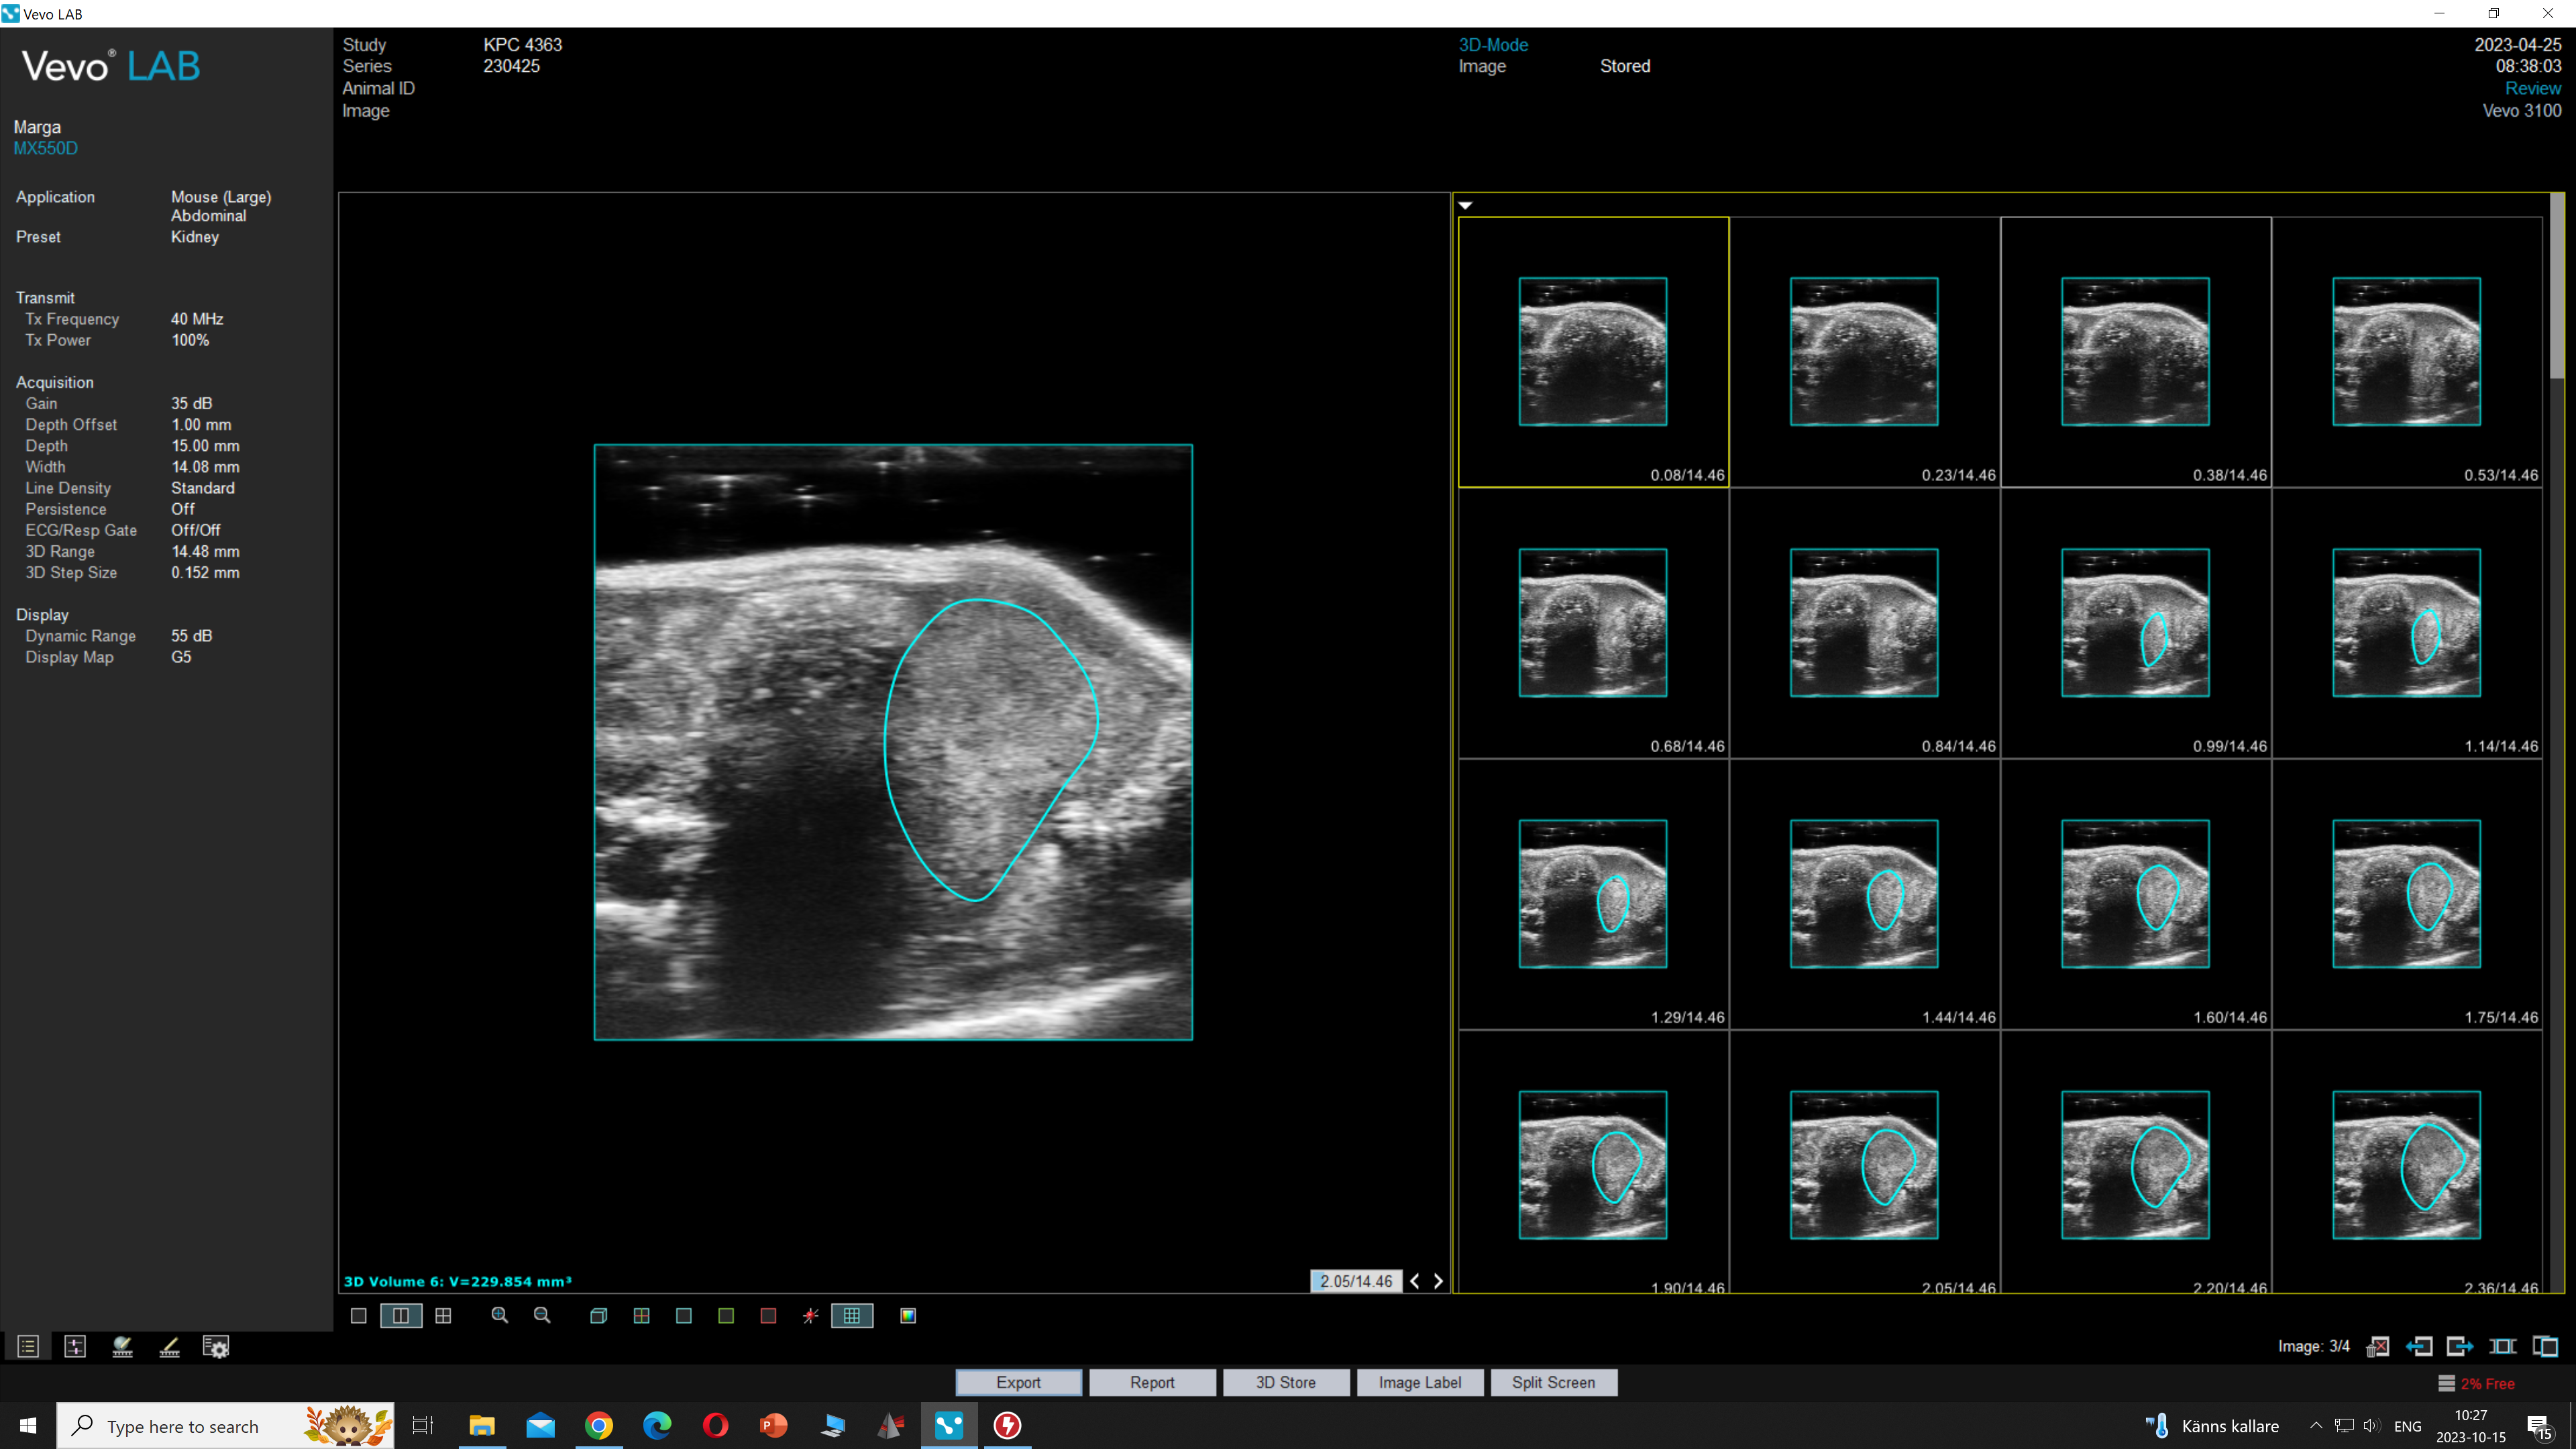 Vevo LAB
Vevo® LAB
Marga
MX550D
Application Mouse (Large)
Abdominal
Preset Kidney
Transmit
Tx Frequency 40 MHz
Tx Power 100%
Acquisition
Gain 35 dB
Depth Offset 1.00 mm
Depth 15.00 mm
Width 14.08 mm
Line Density Standard
Persistence Off
ECG/Resp Gate Off/Off
3D Range 14.48 mm
3D Step Size 0.152 mm
Display
Dynamic Range 55 dB
Display Map G5
Study KPC 4363
Series 230425
Animal ID
Image
3D-Mode
Image Stored
2023-04-25
08:38:03
Review
Vevo 3100
0.08/14.46 0.23/14.46 0.38/14.46 0.53/14.46
0.68/14.46 0.84/14.46 0.99/14.46 1.14/14.46
1.29/14.46 1.44/14.46 1.60/14.46 1.75/14.46
1.90/14.46 2.05/14.46 2.20/14.46 2.36/14.46
3D Volume 6: V=229.854 mm³
2.05/14.46
Image: 3/4
Export Report 3D Store Image Label Split Screen
2% Free
Type here to search
Känns kallare
ENG
10:27
2023-10-15
15